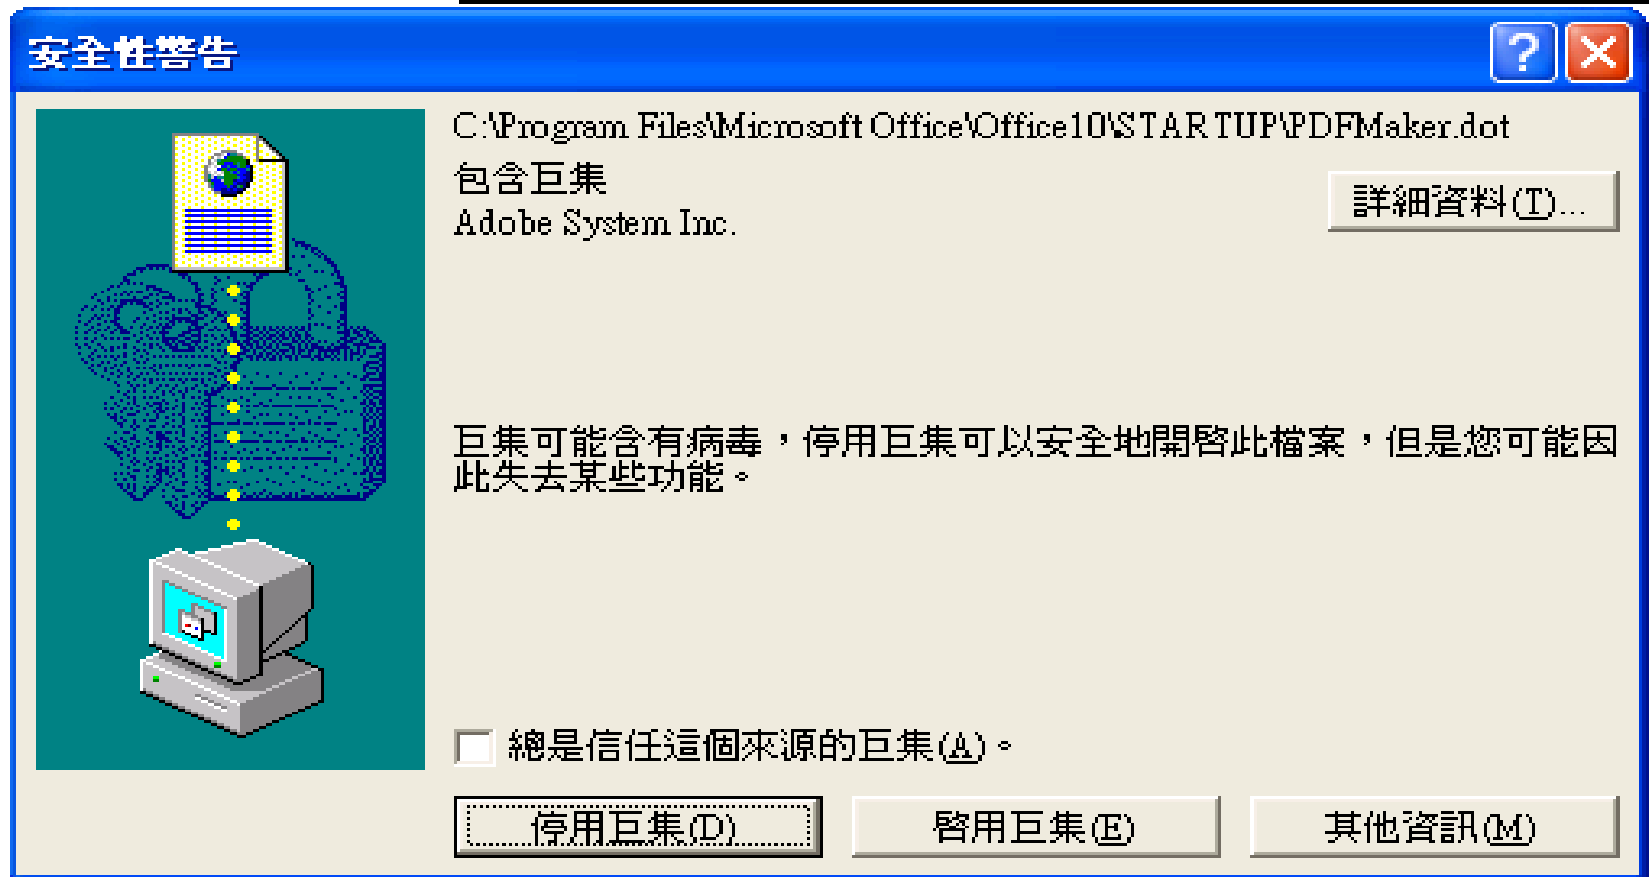 安全性警告
C:\Program Files\Microsoft Office\Office10\STARTUP\PDFMaker.dot
包含巨集
詳細資料(T)...
Adobe System Inc.
巨集可能含有病毒，停用巨集可以安全地開啓此檔案，但是您可能因
此失去某些功能。
總是信任這個來源的巨集(A)。
停用巨集(D)
啓用巨集(E)
其他資訊(M)